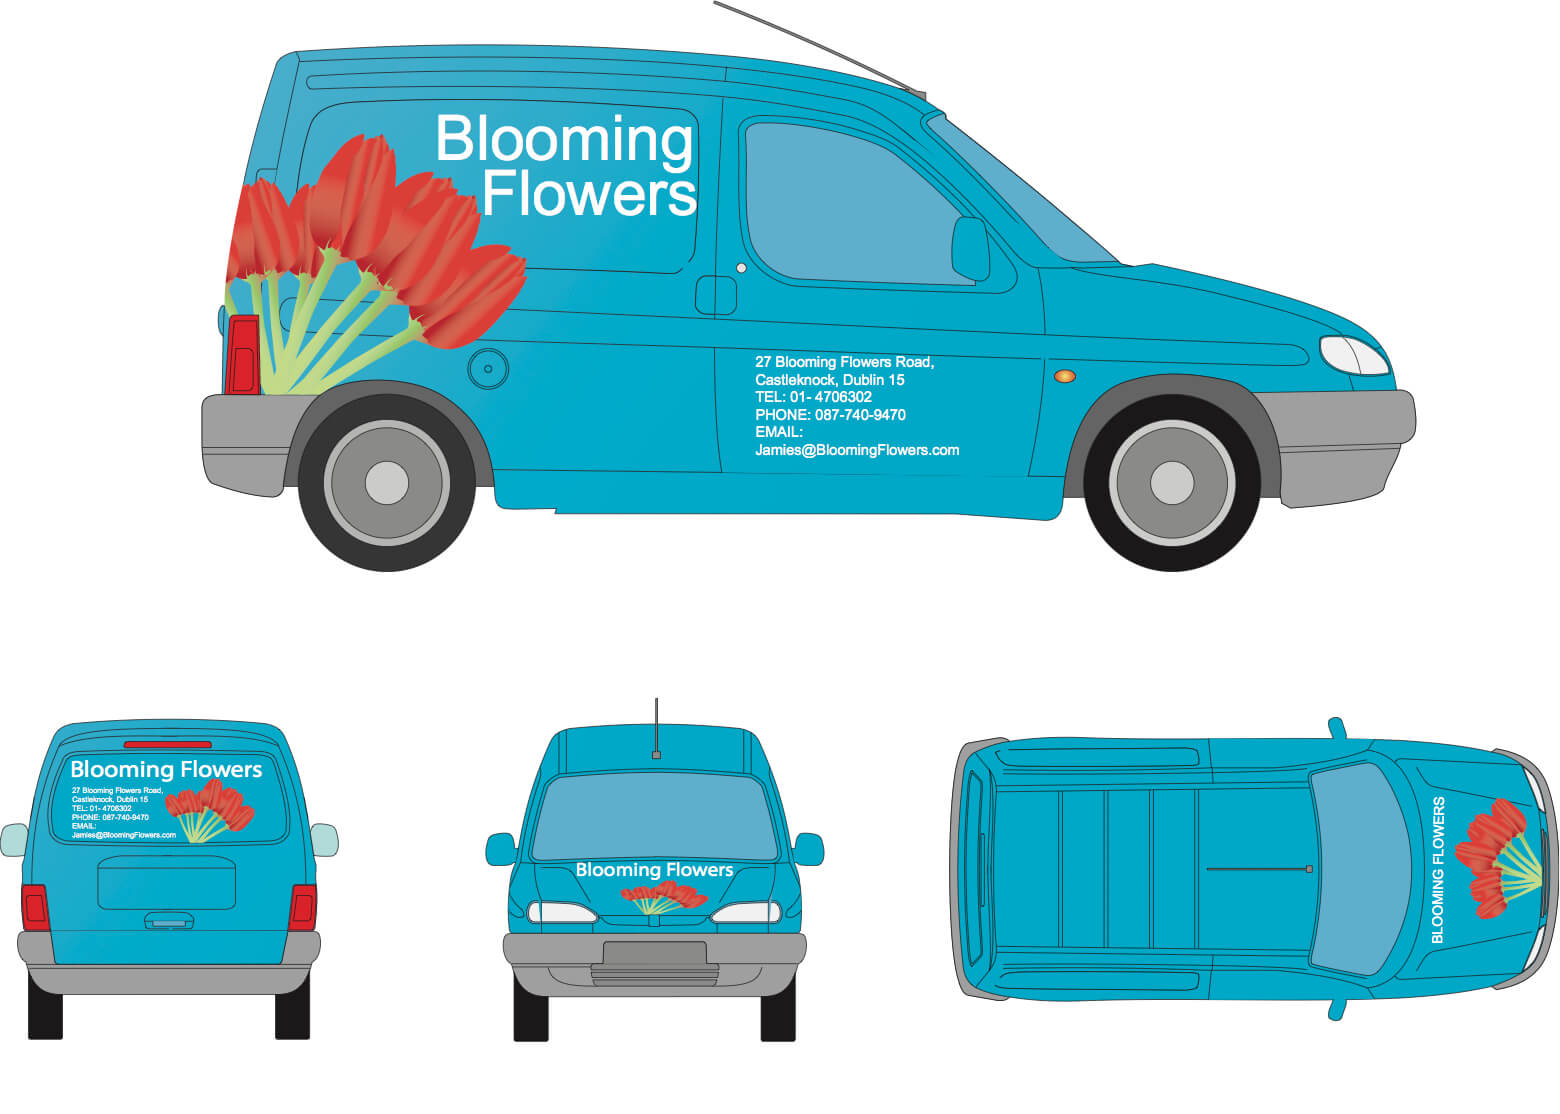 Blooming
Flowers
27 Blooming Flowers Road,
Castleknock, Dublin 15
TEL: 01- 4706302
PHONE: 087-740-9470
EMAIL:
Jamies@BloomingFlowers.com
Blooming Flowers
27 Blooming Flowers Road,
Castleknock, Dublin 15
TEL: 01- 4706302
PHONE: 087-740-9470
EMAIL:
Jamies@BloomingFlowers.com
Blooming Flowers
BLOOMING FLOWERS